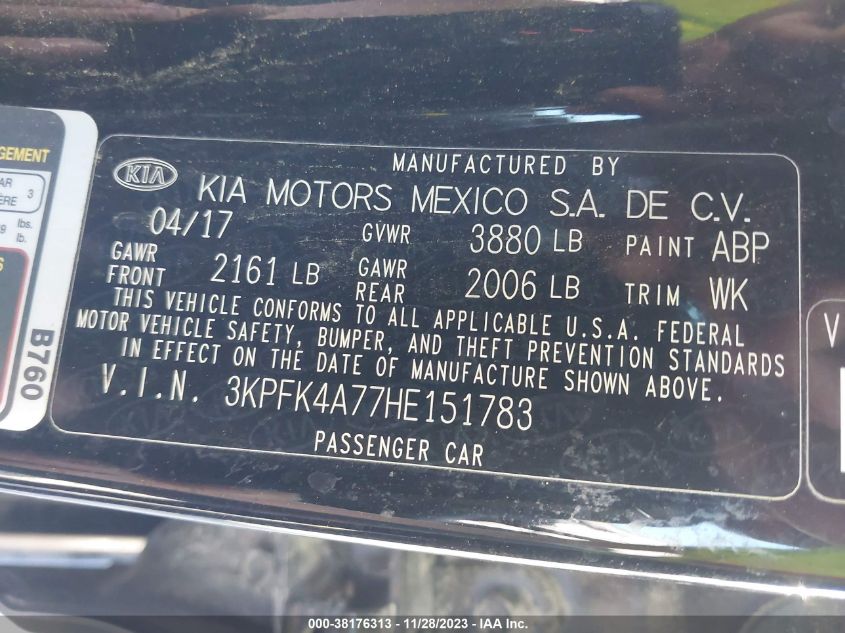 MANUFACTURED BY
KIA KIA MOTORS MEXICO S.A. DE C.V.
04/17 GVWR 3880 LB PAINT ABP
GAWR FRONT 2161 LB GAWR REAR 2006 LB TRIM WK
THIS VEHICLE CONFORMS TO ALL APPLICABLE U.S.A. FEDERAL
MOTOR VEHICLE SAFETY, BUMPER, AND THEFT PREVENTION STANDARDS
IN EFFECT ON THE DATE OF MANUFACTURE SHOWN ABOVE.
V.I.N. 3KPFK4A77HE151783
PASSENGER CAR
B760
3
lbs.
lb.
V
000-38176313 - 11/28/2023 - IAA Inc.